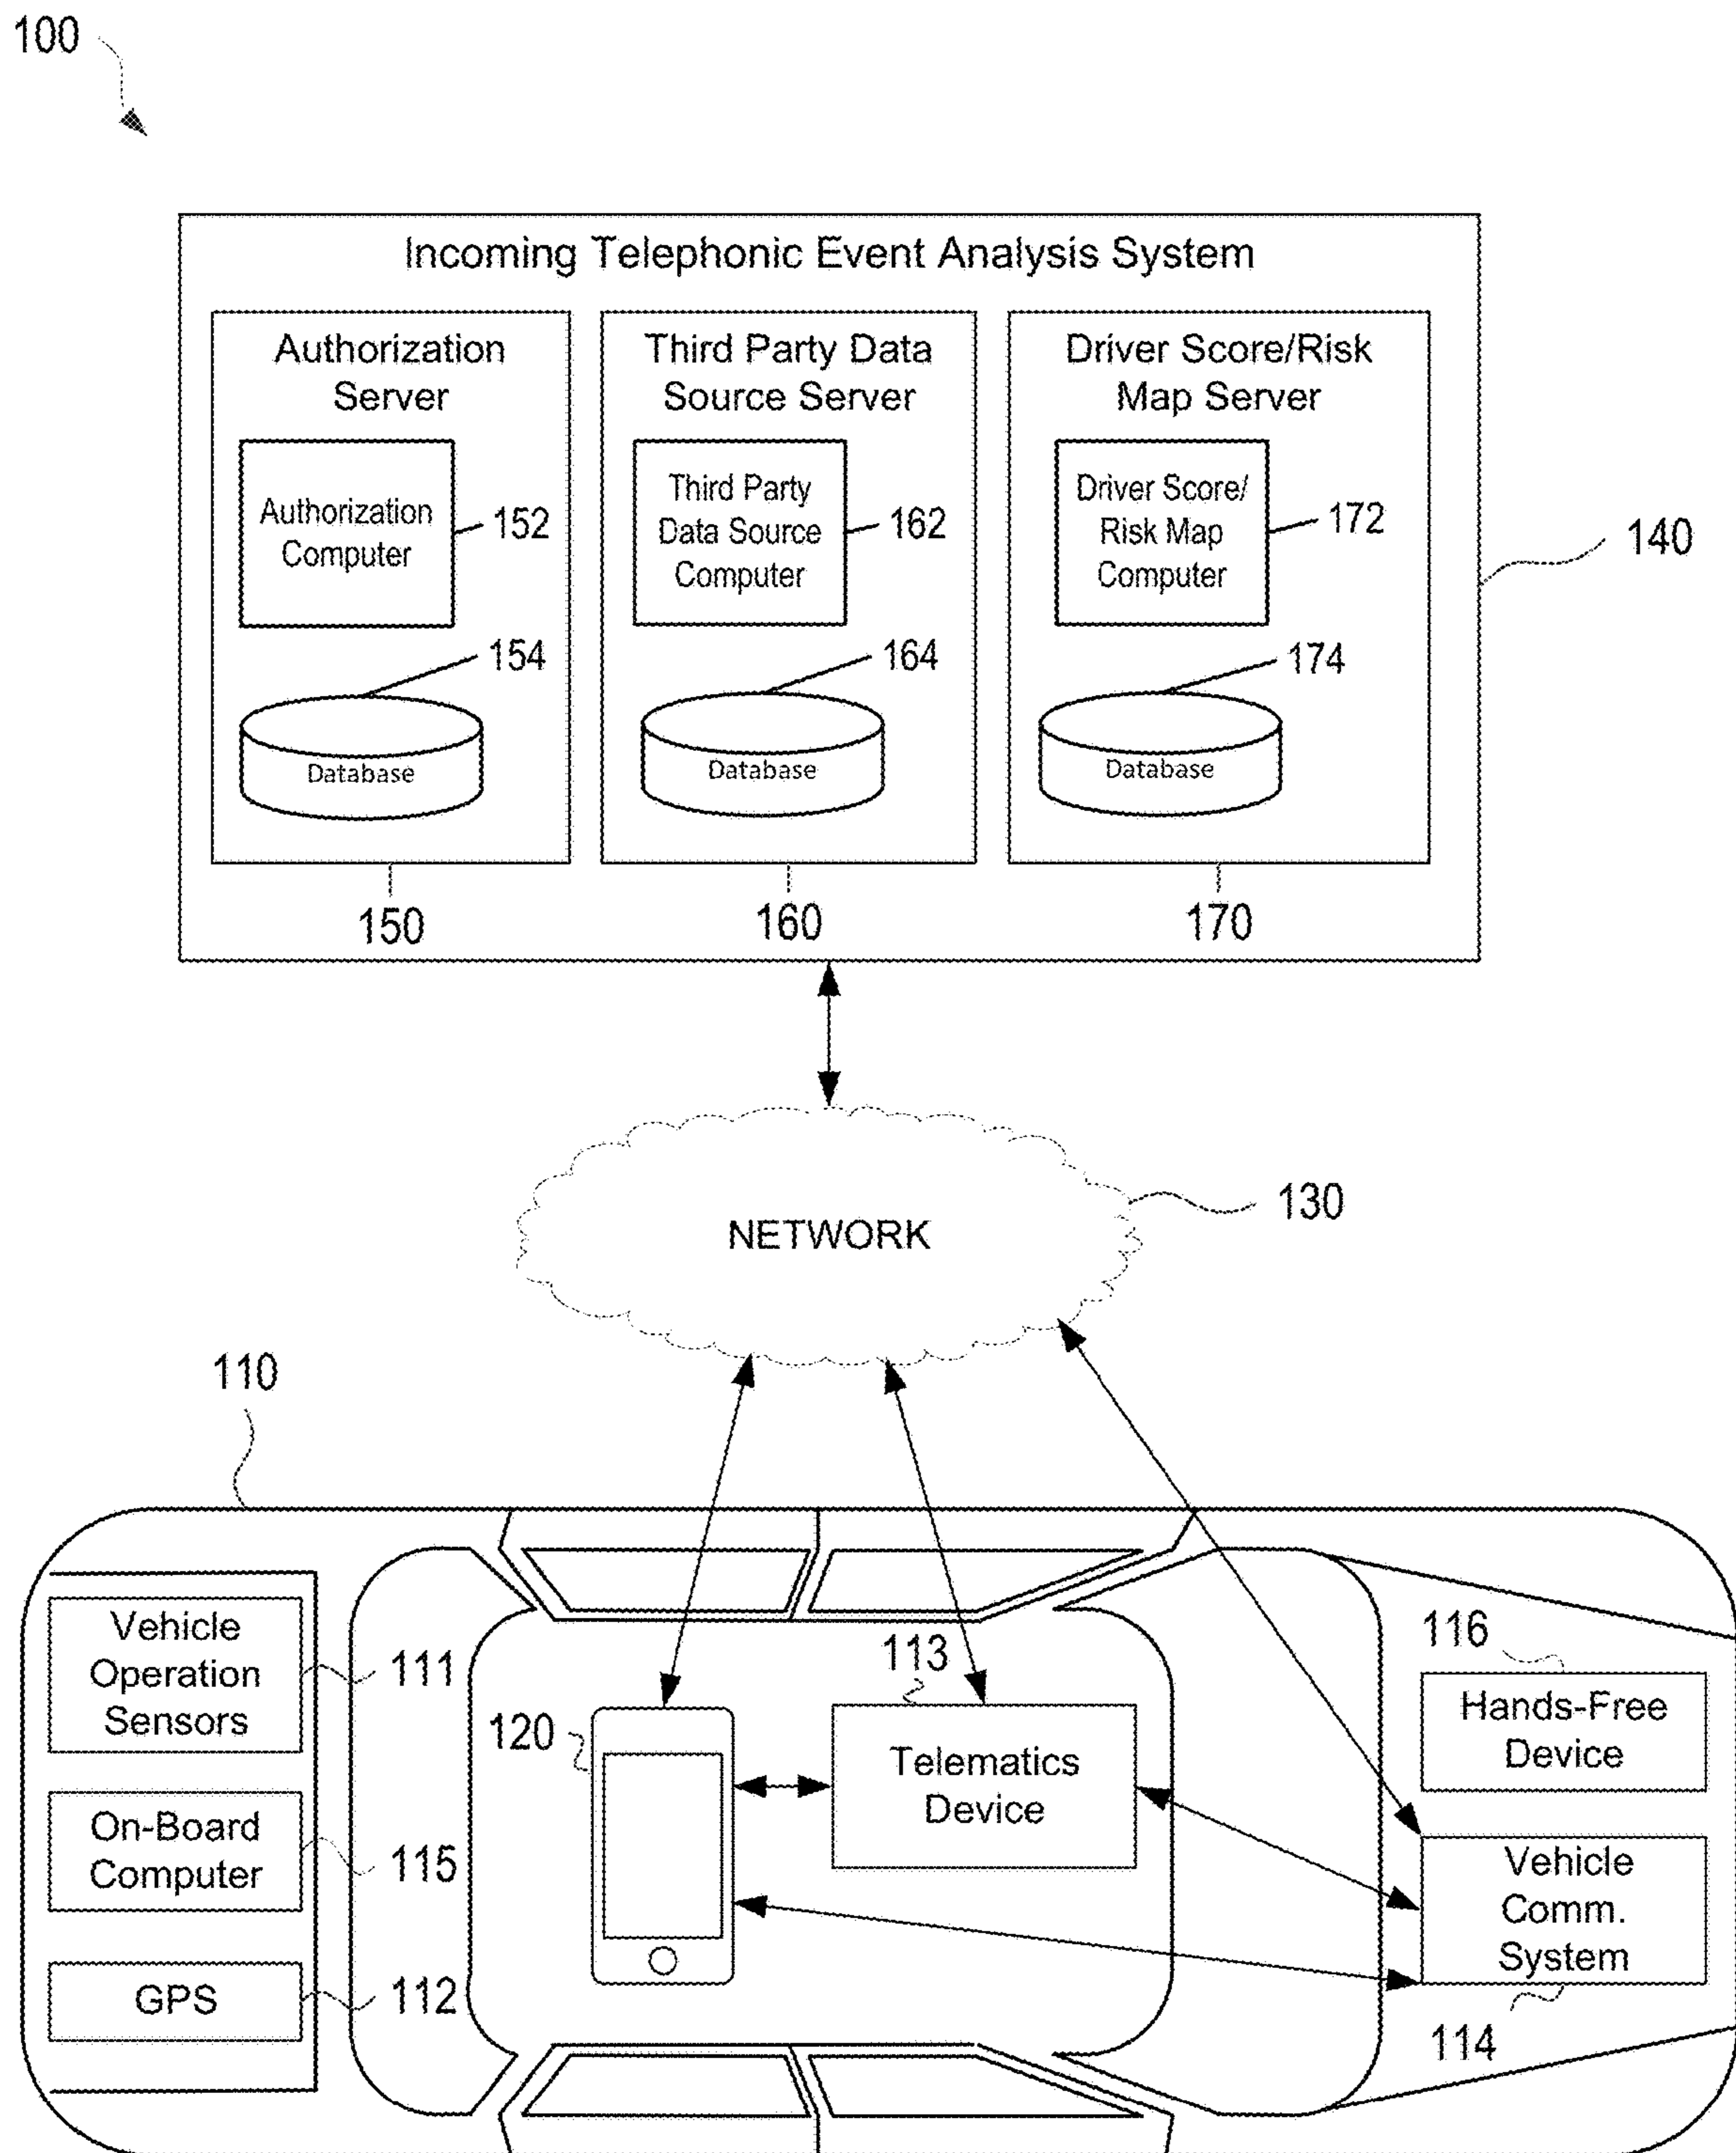 100
Incoming Telephonic Event Analysis System
Authorization
Server
Authorization
Computer
152
154
Database
150
Third Party Data
Source Server
Third Party
Data Source
Computer
162
164
Database
160
Driver Score/Risk
Map Server
Driver Score/
Risk Map
Computer
172
174
Database
170
140
NETWORK
130
110
Vehicle
Operation
Sensors
111
On-Board
Computer
115
GPS
112
120
113
Telematics
Device
116
Hands-Free
Device
Vehicle
Comm.
System
114